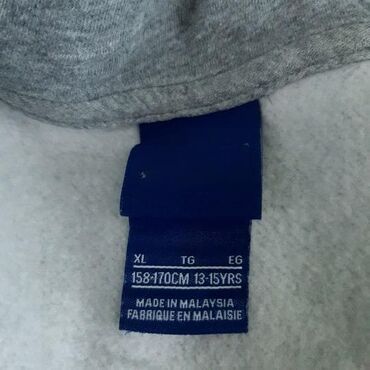 XL TG EG
158-170CM 13-15YRS
MADE IN MALAYSIA
FABRIQUE EN MALAISIE